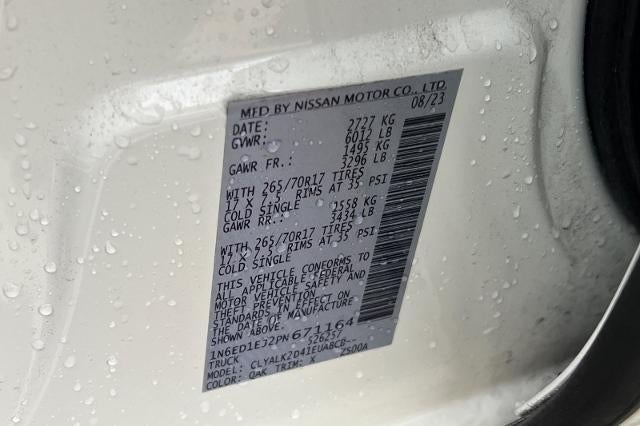 MFD BY NISSAN MOTOR CO., LTD.
DATE: 08/23
GVWR: 2727 KG
6012 LB
GAWR FR.: 1495 KG
3296 LB
WITH 265/70R17 TIRES
17 X 7.5 RIMS AT 35 PSI
COLD SINGLE
GAWR RR.: 1558 KG
3434 LB
WITH 265/70R17 TIRES
17 X 7.5 RIMS AT 35 PSI
COLD SINGLE
THIS VEHICLE CONFORMS TO
ALL APPLICABLE FEDERAL
MOTOR VEHICLE SAFETY AND
THEFT PREVENTION
STANDARDS IN EFFECT ON
THE DATE OF MANUFACTURE
SHOWN ABOVE.
1N6ED1EJ2PN671164
TRUCK 526257
MODEL: CLYALK2D41EUABCB--
COLOR: QAK TRIM: X ZS00A